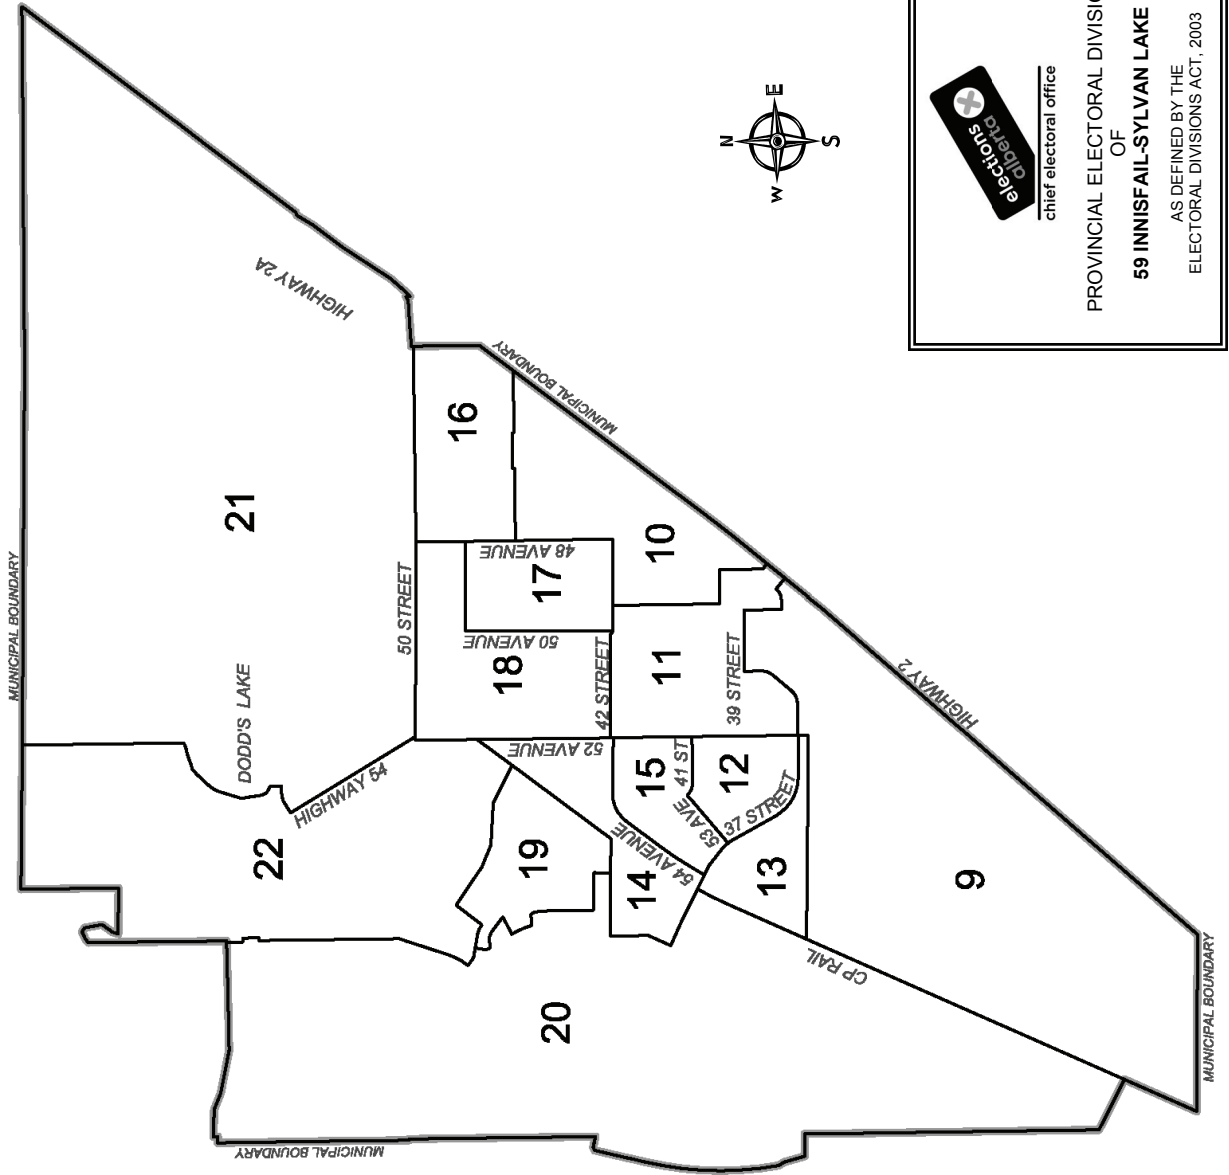 MUNICIPAL BOUNDARY
HIGHWAY 2A
21
DODD'S LAKE
50 STREET
HIGHWAY 54
22
16
MUNICIPAL BOUNDARY
48 AVENUE
17
50 AVENUE
18
10
42 STREET
11
39 STREET
52 AVENUE
15
41 ST
12
53 AVE
37 STREET
54 AVENUE
19
14
13
HIGHWAY 2
9
CP RAIL
20
MUNICIPAL BOUNDARY
MUNICIPAL BOUNDARY
N
E
S
W
elections
alberta
chief electoral office
PROVINCIAL ELECTORAL DIVISIO
OF
59 INNISFAIL-SYLVAN LAKE
AS DEFINED BY THE
ELECTORAL DIVISIONS ACT, 2003